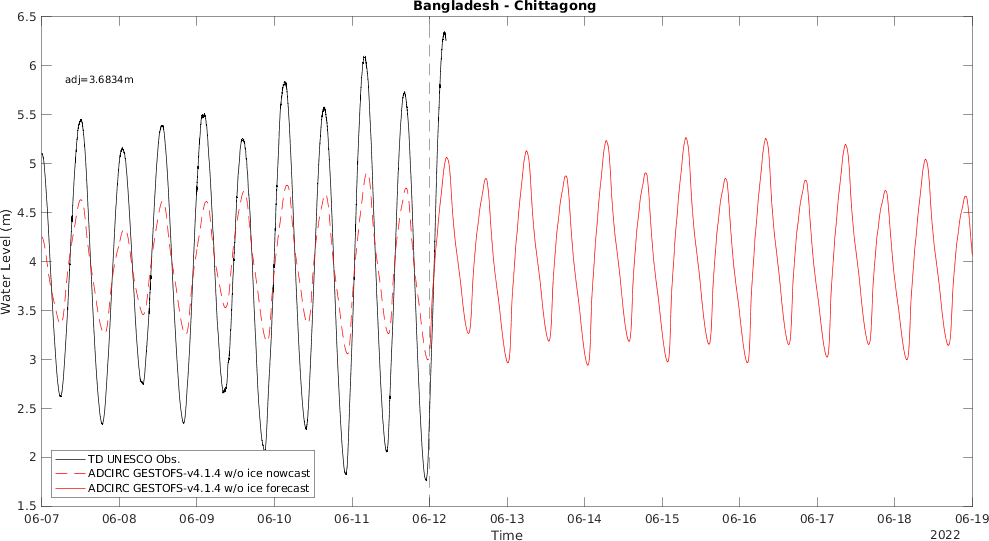 Bangladesh - Chittagong
adj=3.6834m
Water Level (m)
6.5
6
5.5
5
4.5
4
3.5
3
2.5
2
1.5
TD UNESCO Obs.
ADCIRC GESTOFS-v4.1.4 w/o ice nowcast
ADCIRC GESTOFS-v4.1.4 w/o ice forecast
06-07 06-08 06-09 06-10 06-11 06-12 06-13 06-14 06-15 06-16 06-17 06-18 06-19
Time
2022